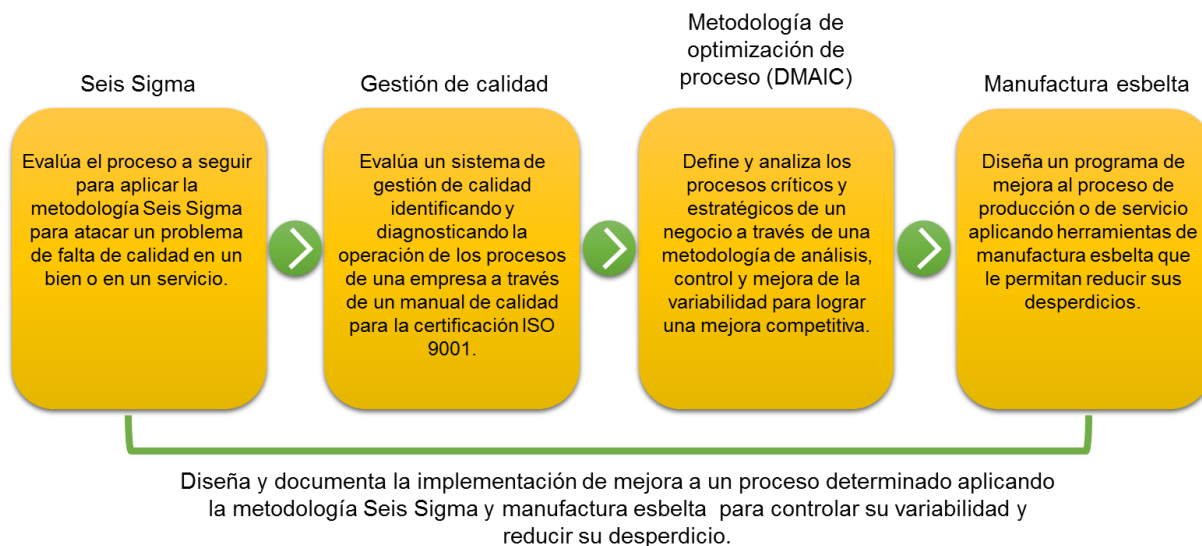 Seis Sigma
Evalúa el proceso a seguir
para aplicar la
metodología Seis Sigma
para atacar un problema
de falta de calidad en un
bien o en un servicio.
Gestión de calidad
Evalúa un sistema de
gestión de calidad
identificando y
diagnosticando la
operación de los procesos
de una empresa a través
de un manual de calidad
para la certificación ISO
9001.
Metodología de
optimización de
proceso (DMAIC)
Define y analiza los
procesos críticos y
estratégicos de un
negocio a través de una
metodología de análisis,
control y mejora de la
variabilidad para lograr
una mejora competitiva.
Manufactura esbelta
Diseña un programa de
mejora al proceso de
producción o de servicio
aplicando herramientas de
manufactura esbelta que
le permitan reducir sus
desperdicios.
Diseña y documenta la implementación de mejora a un proceso determinado aplicando
la metodología Seis Sigma y manufactura esbelta para controlar su variabilidad y
reducir su desperdicio.